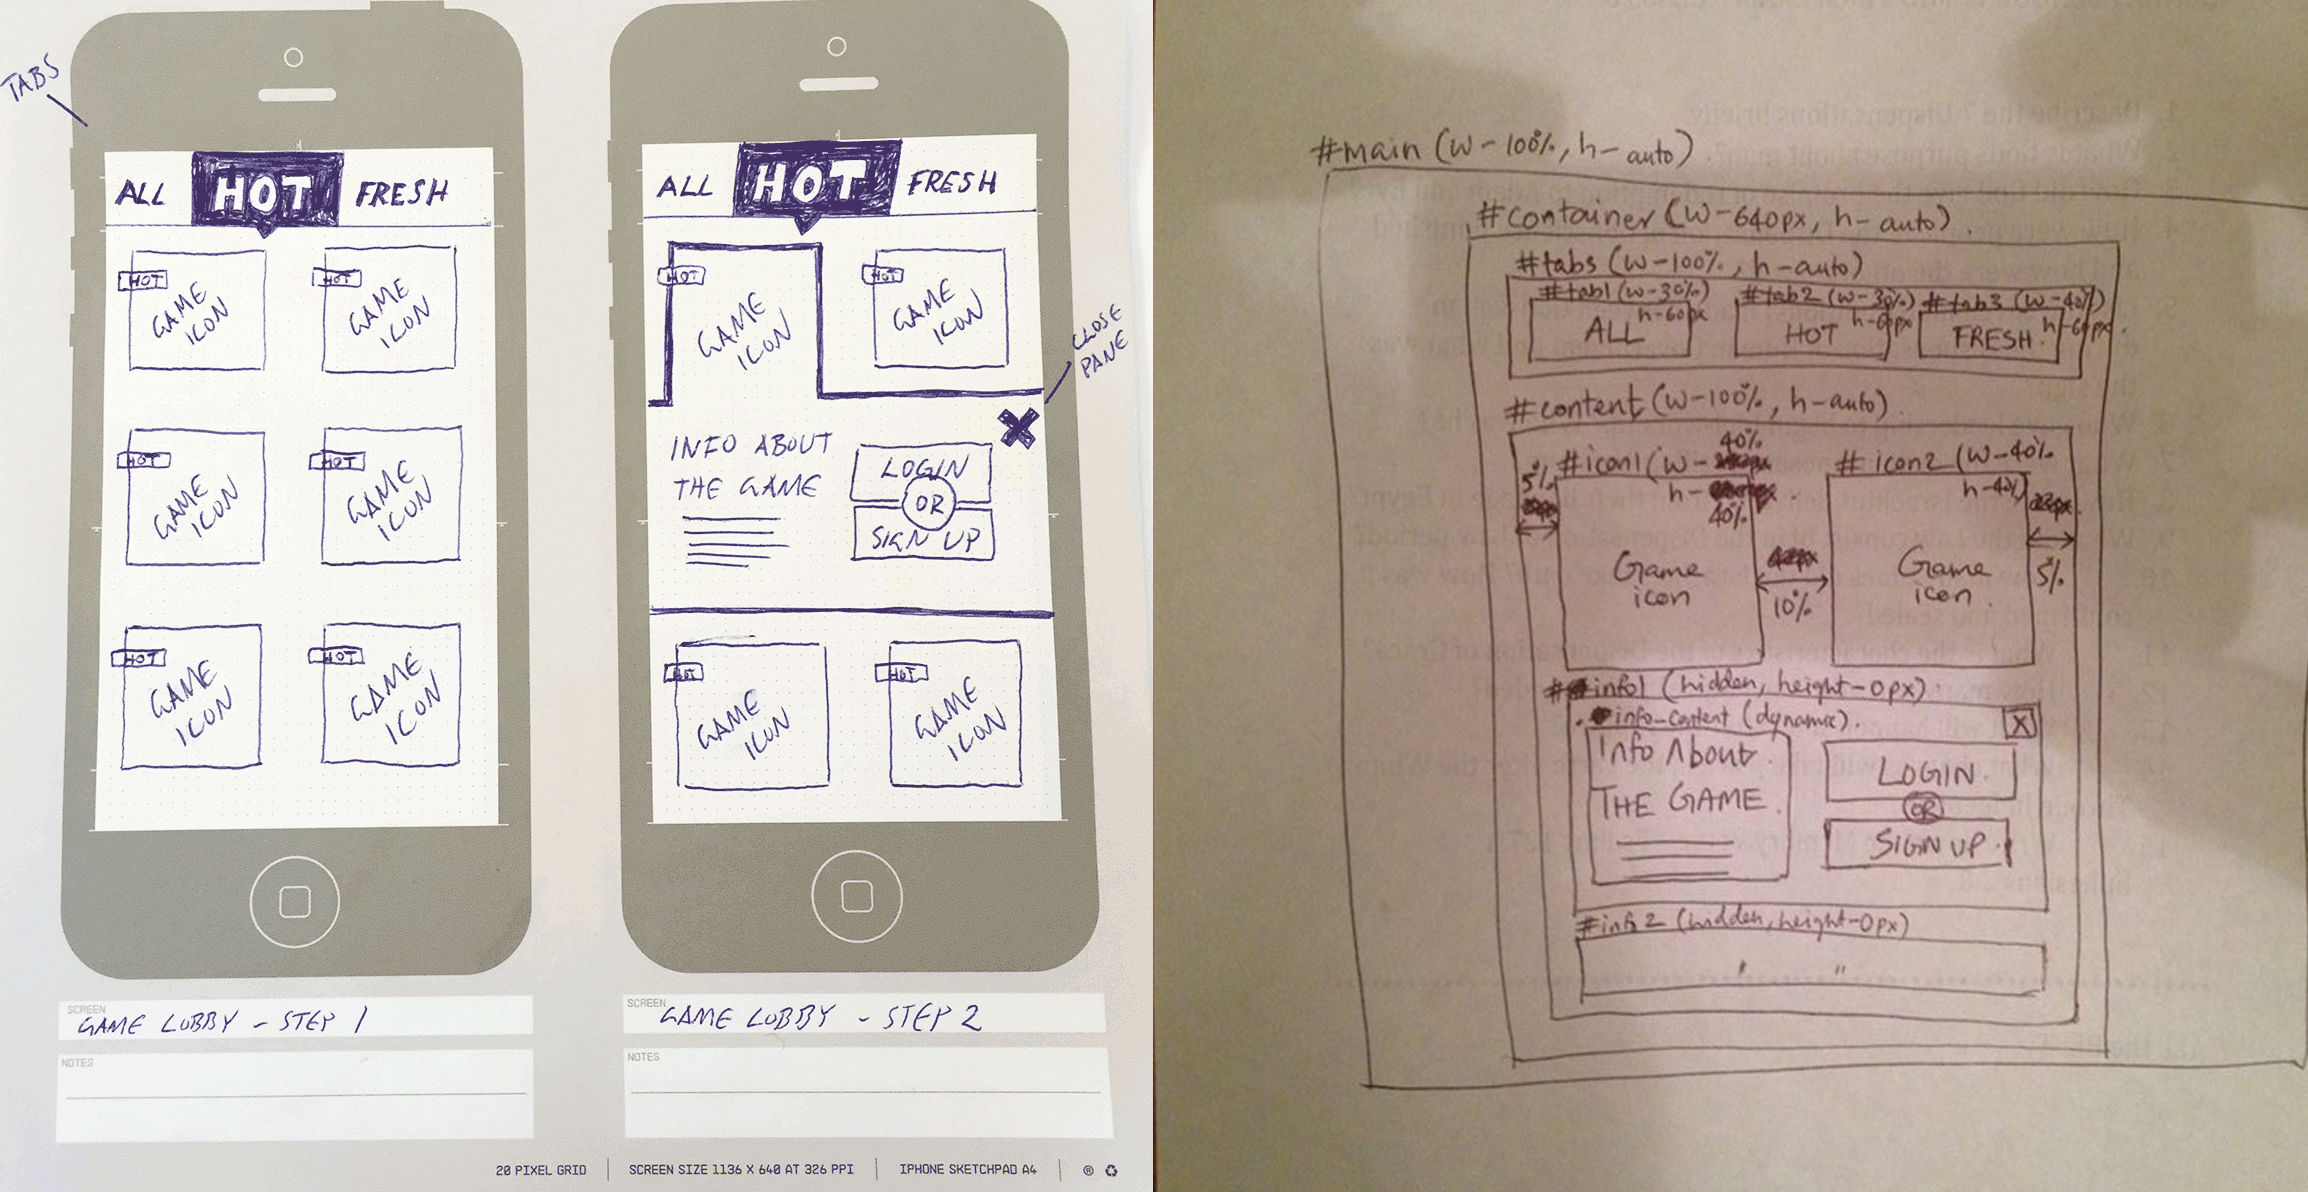 TABS
ALL HOT FRESH
HOT
GAME
ICON
HOT
GAME
ICON
HOT
GAME
ICON
HOT
GAME
ICON
HOT
GAME
ICON
HOT
GAME
ICON
SCREEN
GAME LOBBY - STEP 1
NOTES
ALL HOT FRESH
HOT
GAME
ICON
HOT
GAME
ICON
CLOSE
PANE
X
INFO ABOUT
THE GAME
LOGIN
OR
SIGN UP
HOT
GAME
ICON
HOT
GAME
ICON
SCREEN
GAME LOBBY - STEP 2
NOTES
20 PIXEL GRID | SCREEN SIZE 1136 X 640 AT 326 PPI | IPHONE SKETCHPAD A4 | ®
1. Describe the 7 Dispensations briefly
#main (w-100%, h-auto)
#container (w-640px, h-auto).
#tabs (w-100%, h-auto)
#tab1 (w-30%)
h-60px
ALL
#tab2 (w-30%)
h-60px
HOT
#tab3 (w-40%)
h-60px.
FRESH.
#content (w-100%, h-auto).
40%
#icon1 (w-
h-
40%
5%
Game
icon
10%
#icon2 (w-40%
h-40%)
Game
icon.
5%
#info1 (hidden, height-0px).
info-content (dynamic).
X
Info About.
THE GAME.
LOGIN.
OR
SIGN UP.
#info2 (hidden, height-0px)
" "